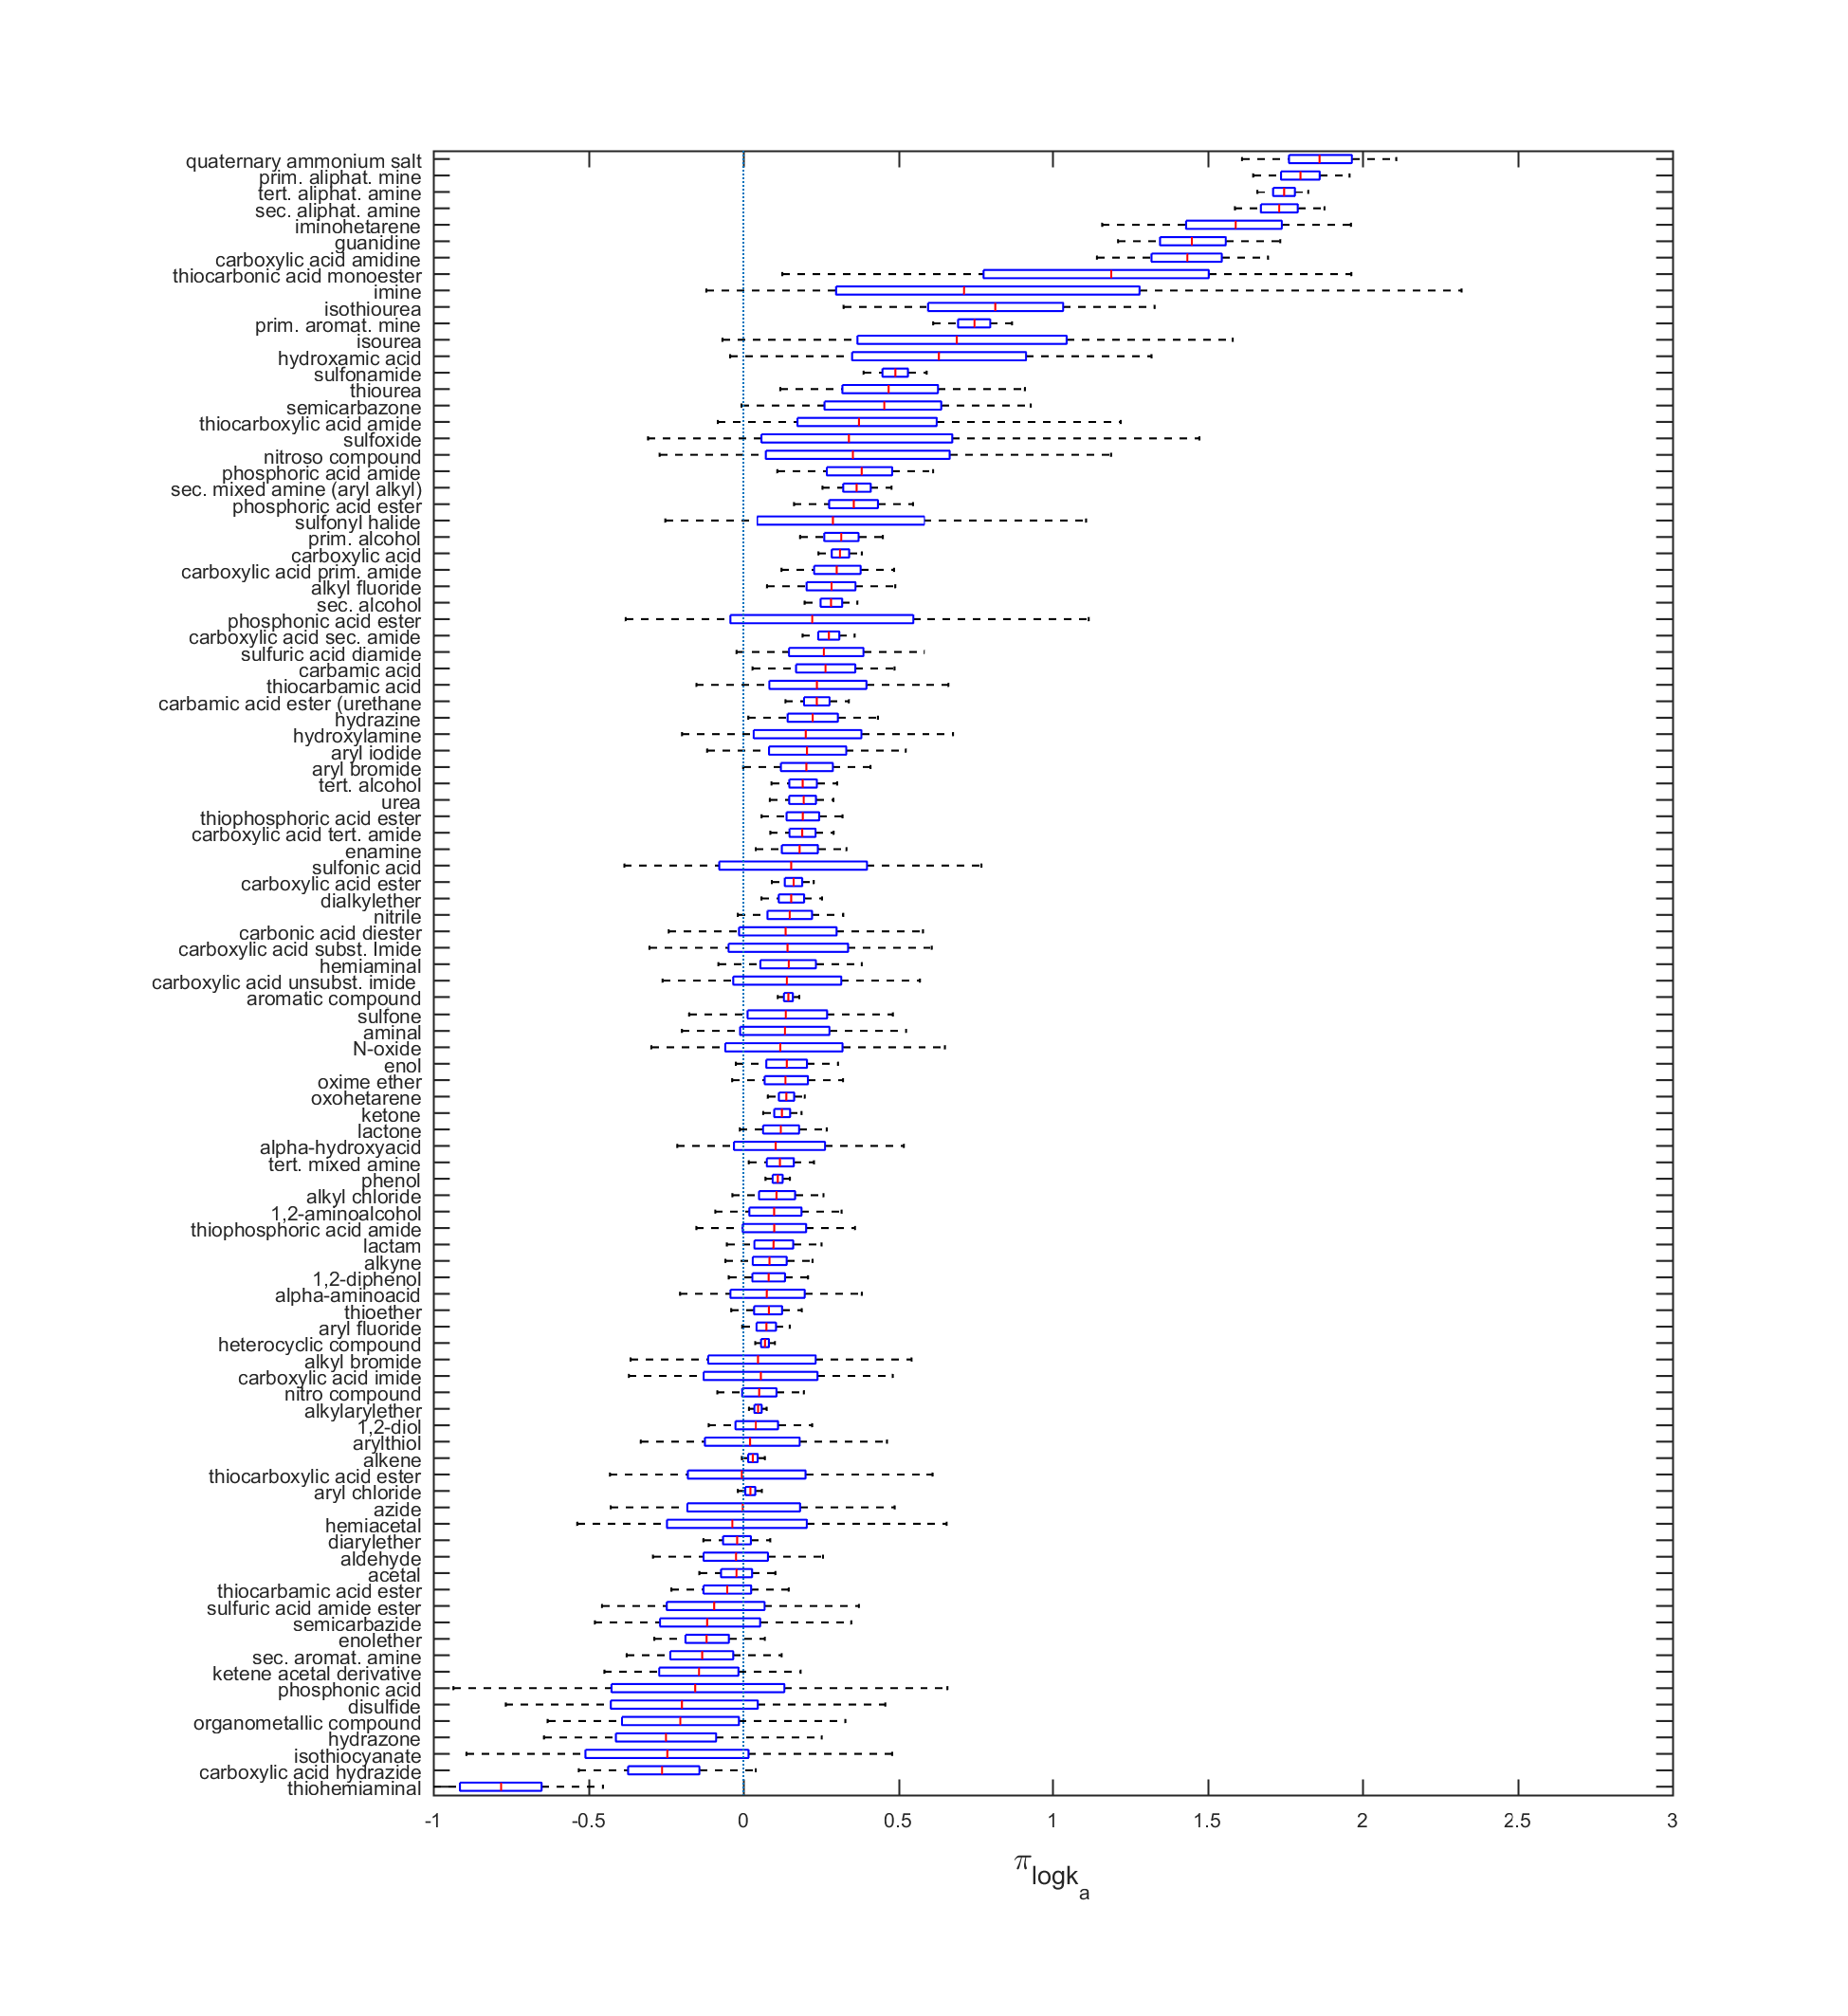 quaternary ammonium salt
prim. aliphat. mine
tert. aliphat. amine
sec. aliphat. amine
iminohetarene
guanidine
carboxylic acid amidine
thiocarbonic acid monoester
imine
isothiourea
prim. aromat. mine
isourea
hydroxamic acid
sulfonamide
thiourea
semicarbazone
thiocarboxylic acid amide
sulfoxide
nitroso compound
phosphoric acid amide
sec. mixed amine (aryl alkyl)
phosphoric acid ester
sulfonyl halide
prim. alcohol
carboxylic acid
carboxylic acid prim. amide
alkyl fluoride
sec. alcohol
phosphonic acid ester
carboxylic acid sec. amide
sulfuric acid diamide
carbamic acid
thiocarbamic acid
carbamic acid ester (urethane
hydrazine
hydroxylamine
aryl iodide
aryl bromide
tert. alcohol
urea
thiophosphoric acid ester
carboxylic acid tert. amide
enamine
sulfonic acid
carboxylic acid ester
dialkylether
nitrile
carbonic acid diester
carboxylic acid subst. Imide
hemiaminal
carboxylic acid unsubst. imide
aromatic compound
sulfone
aminal
N-oxide
enol
oxime ether
oxohetarene
ketone
lactone
alpha-hydroxyacid
tert. mixed amine
phenol
alkyl chloride
1,2-aminoalcohol
thiophosphoric acid amide
lactam
alkyne
1,2-diphenol
alpha-aminoacid
thioether
aryl fluoride
heterocyclic compound
alkyl bromide
carboxylic acid imide
nitro compound
alkylarylether
1,2-diol
arylthiol
alkene
thiocarboxylic acid ester
aryl chloride
azide
hemiacetal
diarylether
aldehyde
acetal
thiocarbamic acid ester
sulfuric acid amide ester
semicarbazide
enolether
sec. aromat. amine
ketene acetal derivative
phosphonic acid
disulfide
organometallic compound
hydrazone
isothiocyanate
carboxylic acid hydrazide
thiohemiaminal
-1 -0.5 0 0.5 1 1.5 2 2.5 3
π logk a